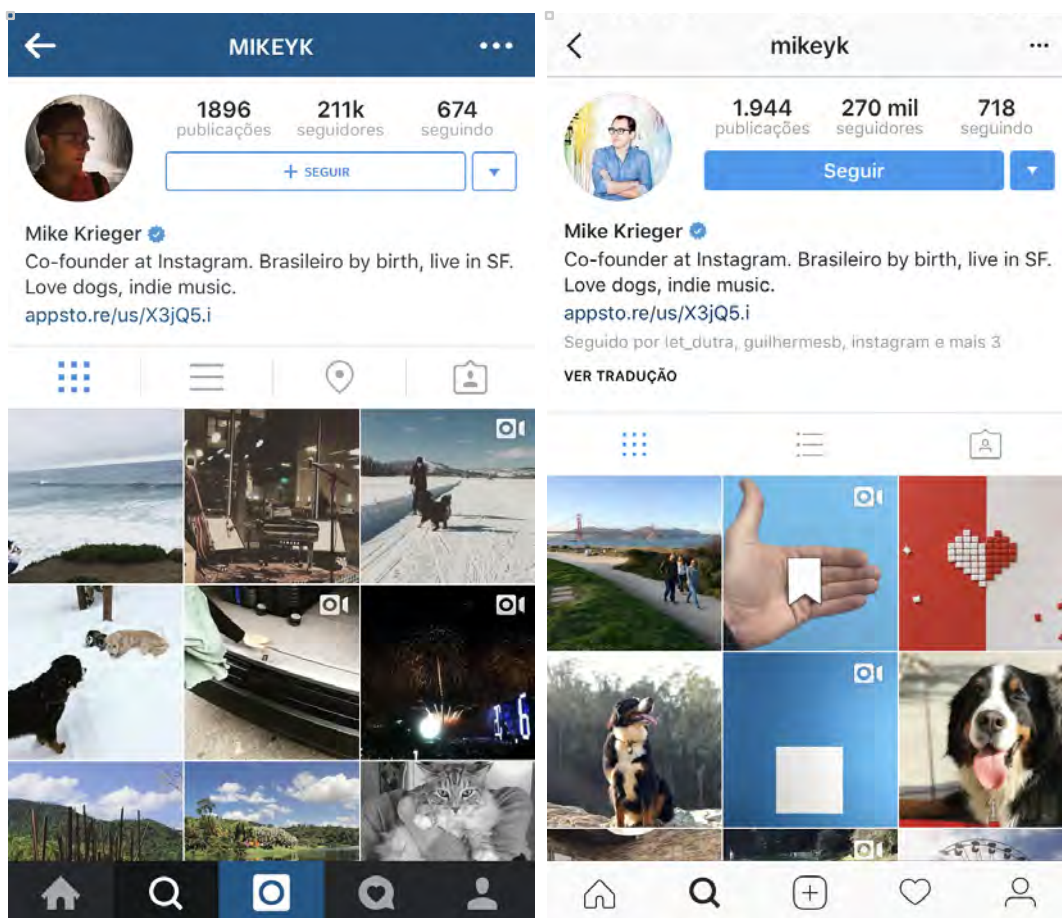 MIKEYK
1896 211k 674
publicações seguidores seguindo
+ SEGUIR
Mike Krieger
Co-founder at Instagram. Brasileiro by birth, live in SF.
Love dogs, indie music.
appsto.re/us/X3jQ5.i
mikeyk
1.944 270 mil 718
publicações seguidores seguindo
Seguir
Mike Krieger
Co-founder at Instagram. Brasileiro by birth, live in SF.
Love dogs, indie music.
appsto.re/us/X3jQ5.i
Seguido por let_dutra, guilhermesb, instagram e mais 3
VER TRADUÇÃO